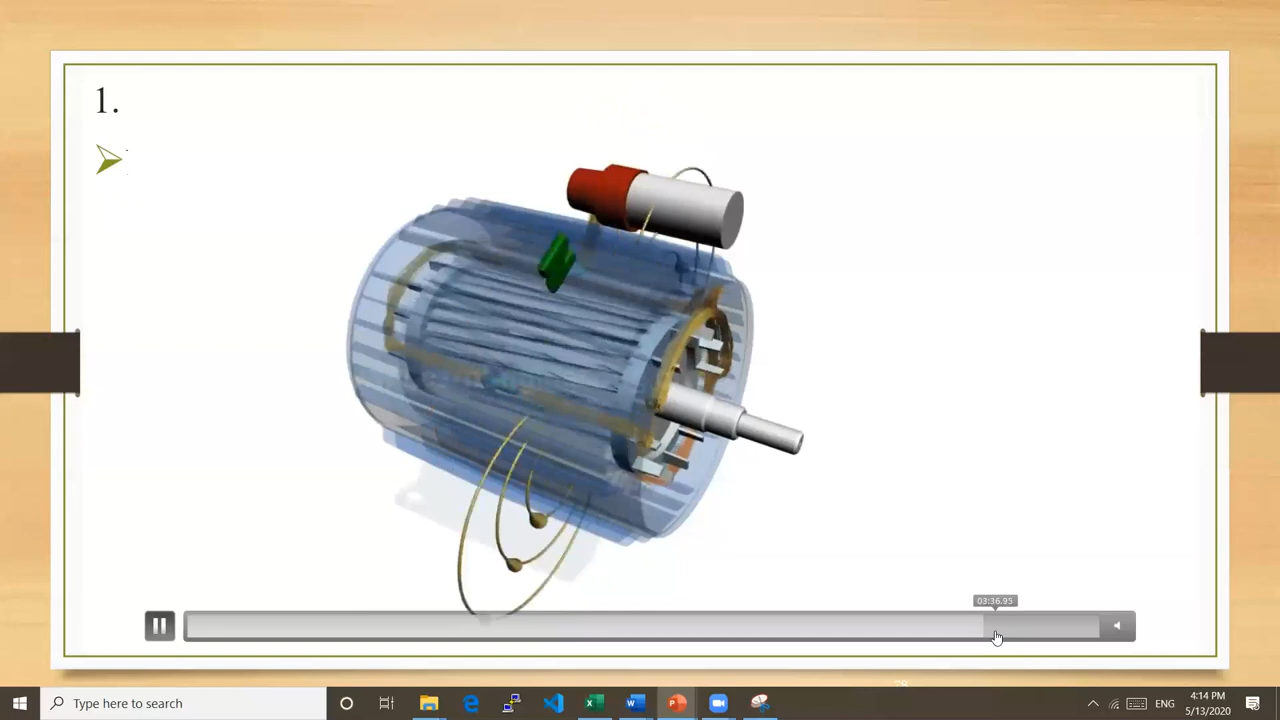 1.
03:36.95
Type here to search
ENG
4:14 PM
5/13/2020